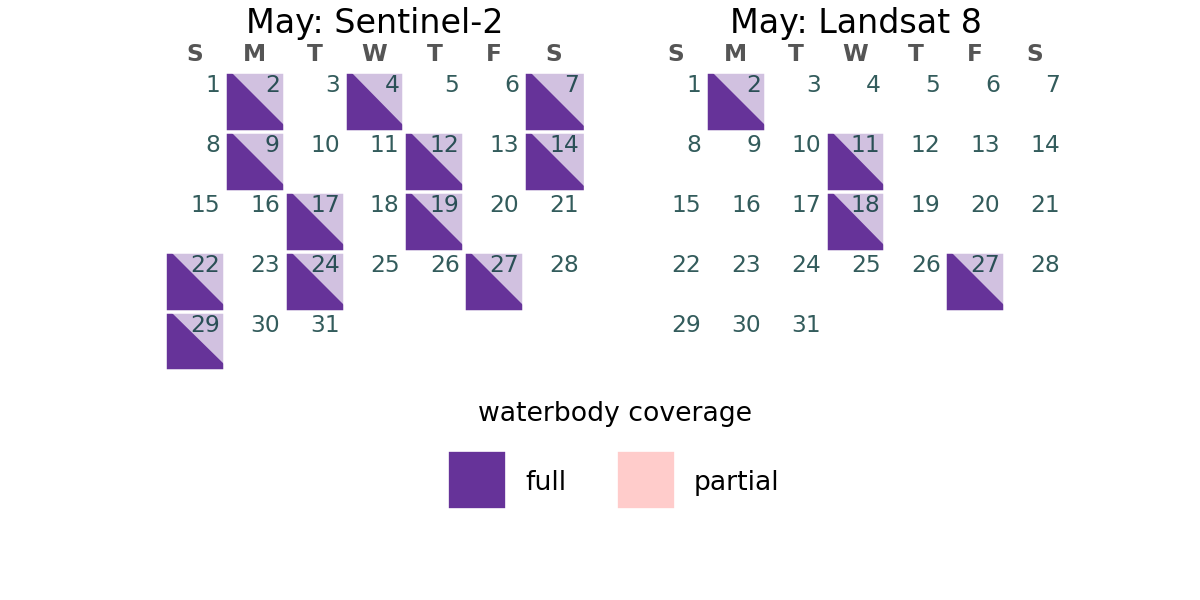 May: Sentinel-2
S M T W T F S
1 2 3 4 5 6 7
8 9 10 11 12 13 14
15 16 17 18 19 20 21
22 23 24 25 26 27 28
29 30 31
May: Landsat 8
S M T W T F S
1 2 3 4 5 6 7
8 9 10 11 12 13 14
15 16 17 18 19 20 21
22 23 24 25 26 27 28
29 30 31
waterbody coverage
full partial